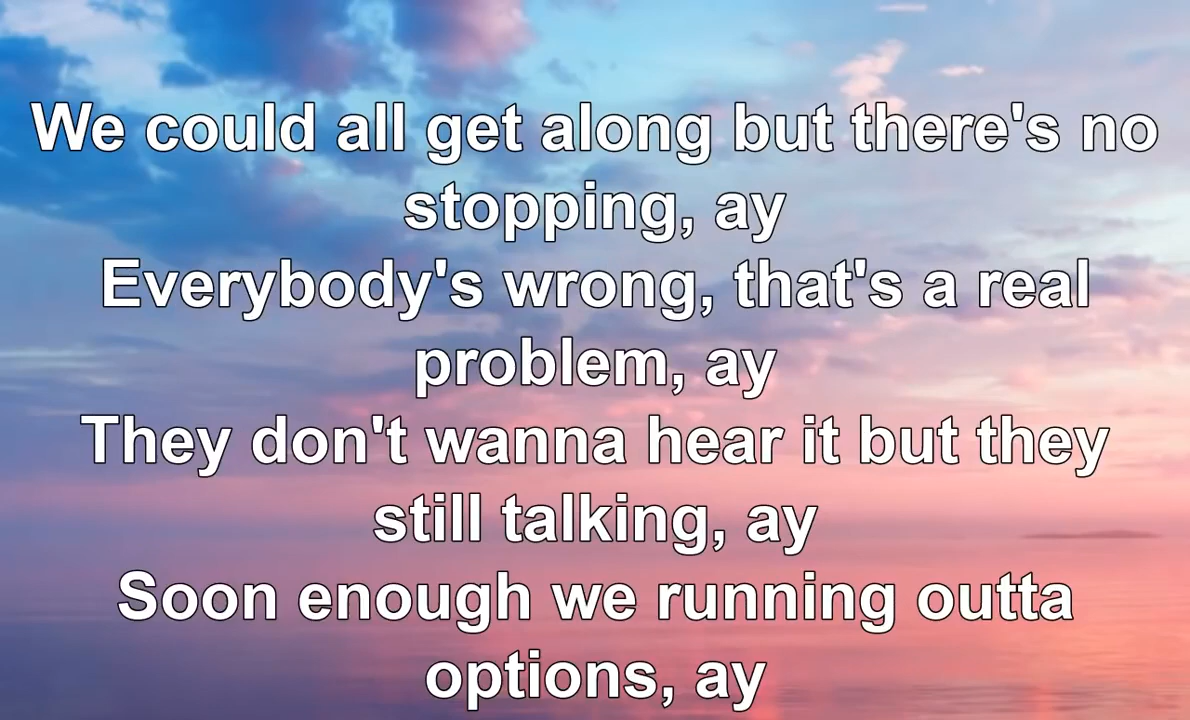 We could all get along but there's no
stopping, ay
Everybody's wrong, that's a real
problem, ay
They don't wanna hear it but they
still talking, ay
Soon enough we running outta
options, ay